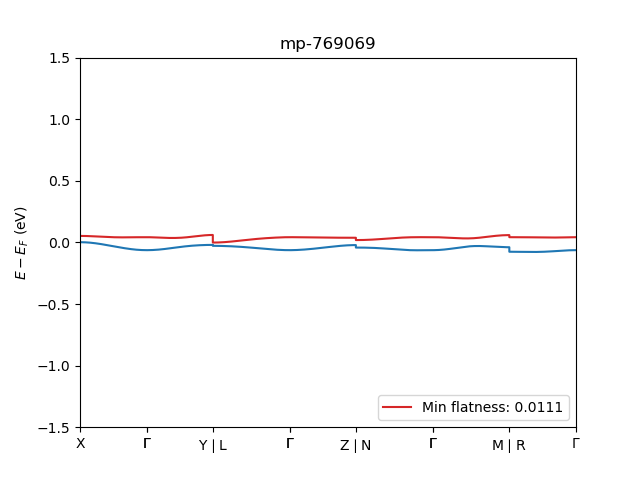 mp-769069
1.5
1.0
0.5
0.0
−0.5
−1.0
−1.5
E − E_F (eV)
Min flatness: 0.0111
X Γ Y | L Γ Z | N Γ M | R Γ